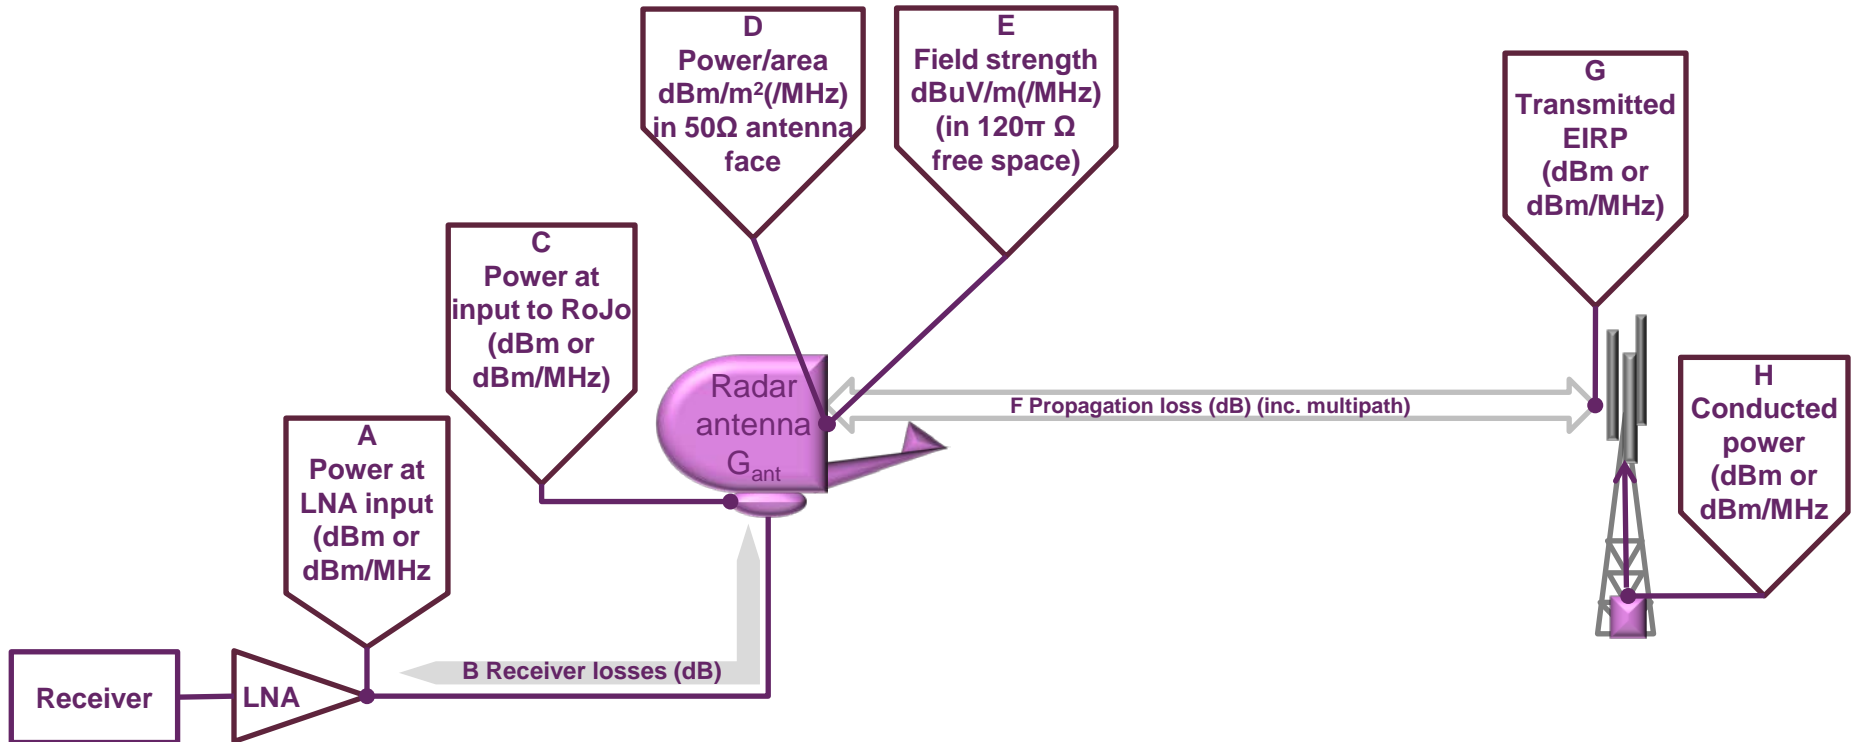 D
Power/area
dBm/m²(/MHz)
in 50Ω antenna
face
E
Field strength
dBuV/m(/MHz)
(in 120π Ω
free space)
G
Transmitted
EIRP
(dBm or
dBm/MHz)
C
Power at
input to RoJo
(dBm or
dBm/MHz)
Radar
antenna
Gant
F Propagation loss (dB) (inc. multipath)
H
Conducted
power
(dBm or
dBm/MHz
A
Power at
LNA input
(dBm or
dBm/MHz
B Receiver losses (dB)
Receiver
LNA